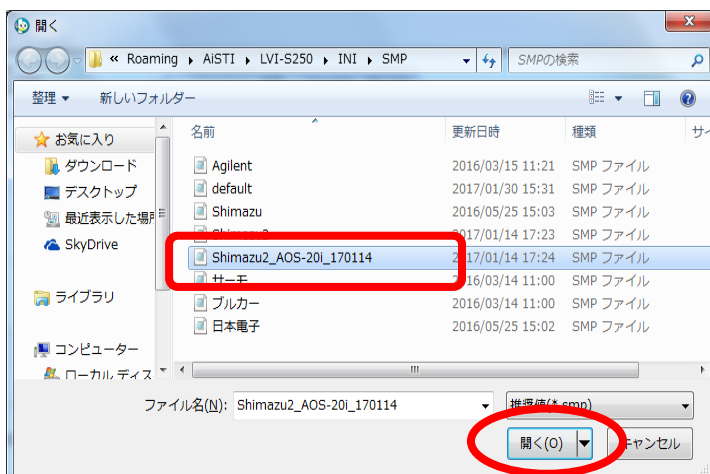 開く
« Roaming ▸ AiSTI ▸ LVI-S250 ▸ INI ▸ SMP
SMPの検索
整理 ▼ 新しいフォルダー
お気に入り
ダウンロード
デスクトップ
最近表示した場所
SkyDrive
ライブラリ
コンピューター
ローカル ディス
名前 更新日時 種類 サイ
Agilent 2016/03/15 11:21 SMP ファイル
default 2017/01/30 15:31 SMP ファイル
Shimazu 2016/05/25 15:03 SMP ファイル
Shimazu2 2017/01/14 17:23 SMP ファイル
Shimazu2_AOS-20i_170114 2017/01/14 17:24 SMP ファイル
サーモ 2016/03/14 11:00 SMP ファイル
ブルカー 2016/03/14 11:00 SMP ファイル
日本電子 2016/05/25 15:02 SMP ファイル
ファイル名(N): Shimazu2_AOS-20i_170114
推奨値(*.smp)
開く(O)
キャンセル